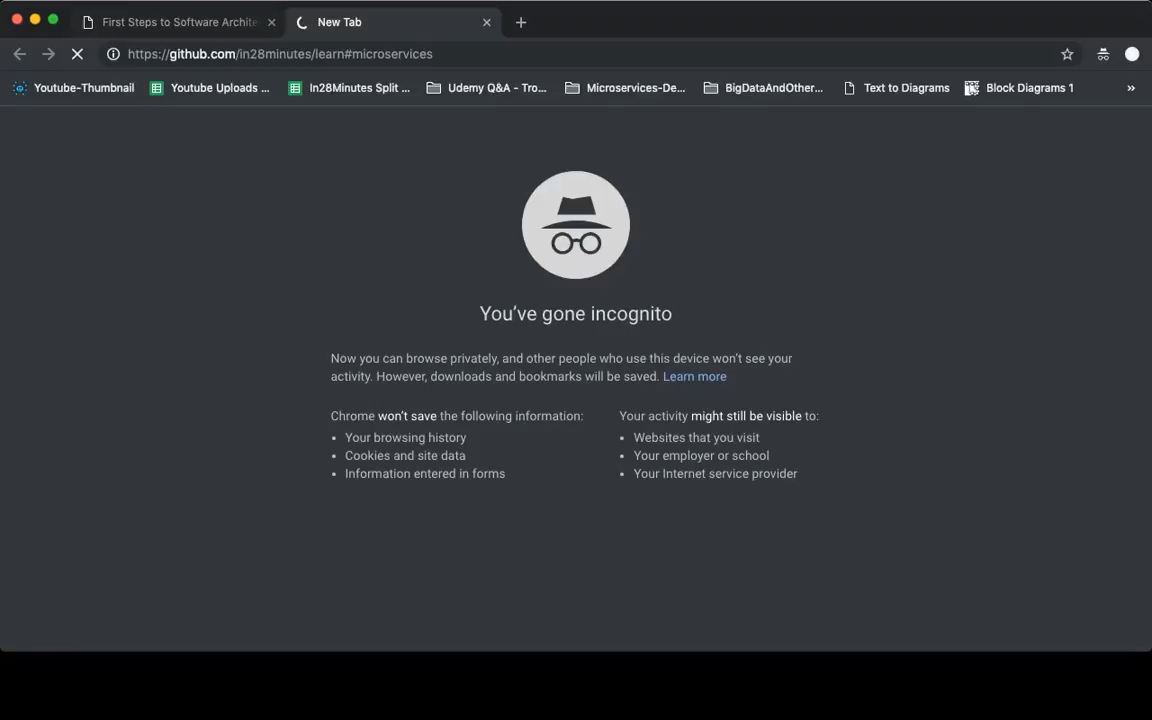 First Steps to Software Archite
New Tab
https://github.com/in28minutes/learn#microservices
Youtube-Thumbnail
Youtube Uploads ...
In28Minutes Split ...
Udemy Q&A - Tro...
Microservices-De...
BigDataAndOther...
Text to Diagrams
Block Diagrams 1
»
You've gone incognito
Now you can browse privately, and other people who use this device won't see your
activity. However, downloads and bookmarks will be saved. Learn more
Chrome won't save the following information:
• Your browsing history
• Cookies and site data
• Information entered in forms
Your activity might still be visible to:
• Websites that you visit
• Your employer or school
• Your Internet service provider